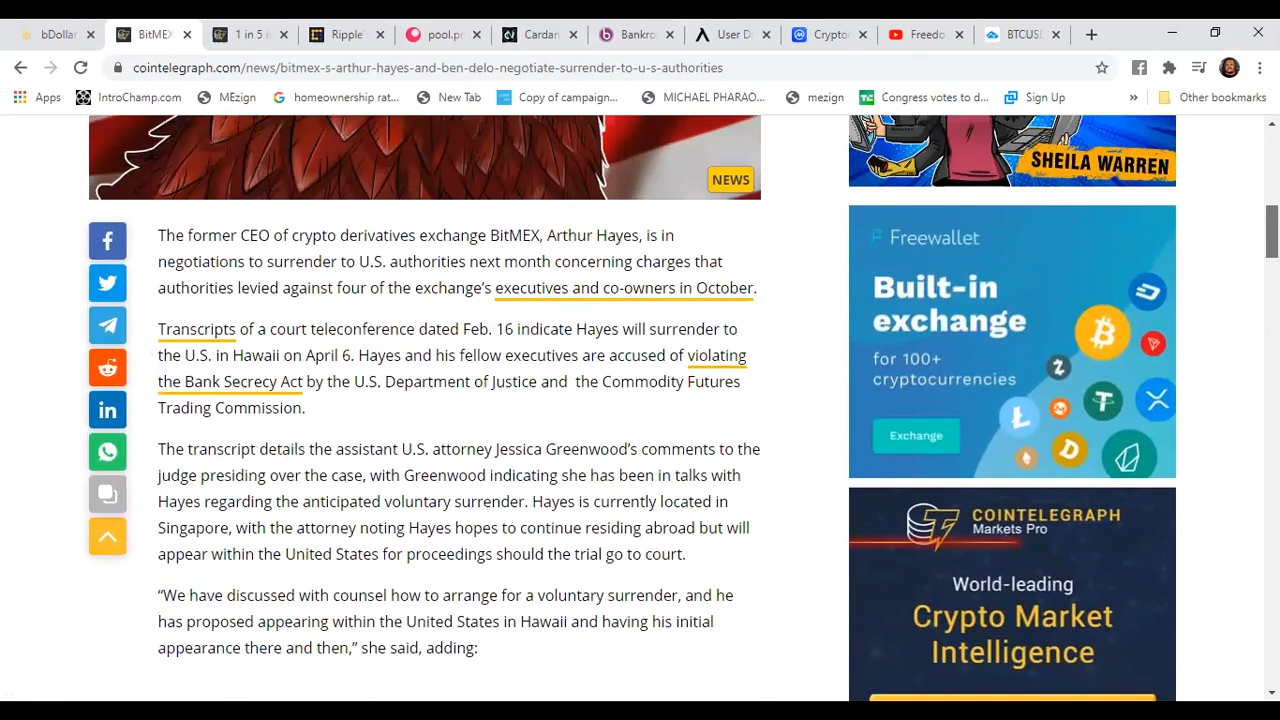 bDollar
BitMEX
1 in 5 i
Ripple'
pool.p
Cardan
Bankro
User D
Crypto
Freedo
BTCUS
cointelegraph.com/news/bitmex-s-arthur-hayes-and-ben-delo-negotiate-surrender-to-u-s-authorities
Apps
IntroChamp.com
MEzign
homeownership rat...
New Tab
Copy of campaign...
MICHAEL PHARAO...
mezign
Congress votes to d...
Sign Up
»
Other bookmarks
SHEILA WARREN
NEWS
The former CEO of crypto derivatives exchange BitMEX, Arthur Hayes, is in
negotiations to surrender to U.S. authorities next month concerning charges that
authorities levied against four of the exchange's executives and co-owners in October.
Transcripts of a court teleconference dated Feb. 16 indicate Hayes will surrender to
the U.S. in Hawaii on April 6. Hayes and his fellow executives are accused of violating
the Bank Secrecy Act by the U.S. Department of Justice and the Commodity Futures
Trading Commission.
The transcript details the assistant U.S. attorney Jessica Greenwood's comments to the
judge presiding over the case, with Greenwood indicating she has been in talks with
Hayes regarding the anticipated voluntary surrender. Hayes is currently located in
Singapore, with the attorney noting Hayes hopes to continue residing abroad but will
appear within the United States for proceedings should the trial go to court.
“We have discussed with counsel how to arrange for a voluntary surrender, and he
has proposed appearing within the United States in Hawaii and having his initial
appearance there and then,” she said, adding:
Freewallet
Built-in
exchange
for 100+
cryptocurrencies
Exchange
COINTELEGRAPH
Markets Pro
World-leading
Crypto Market
Intelligence